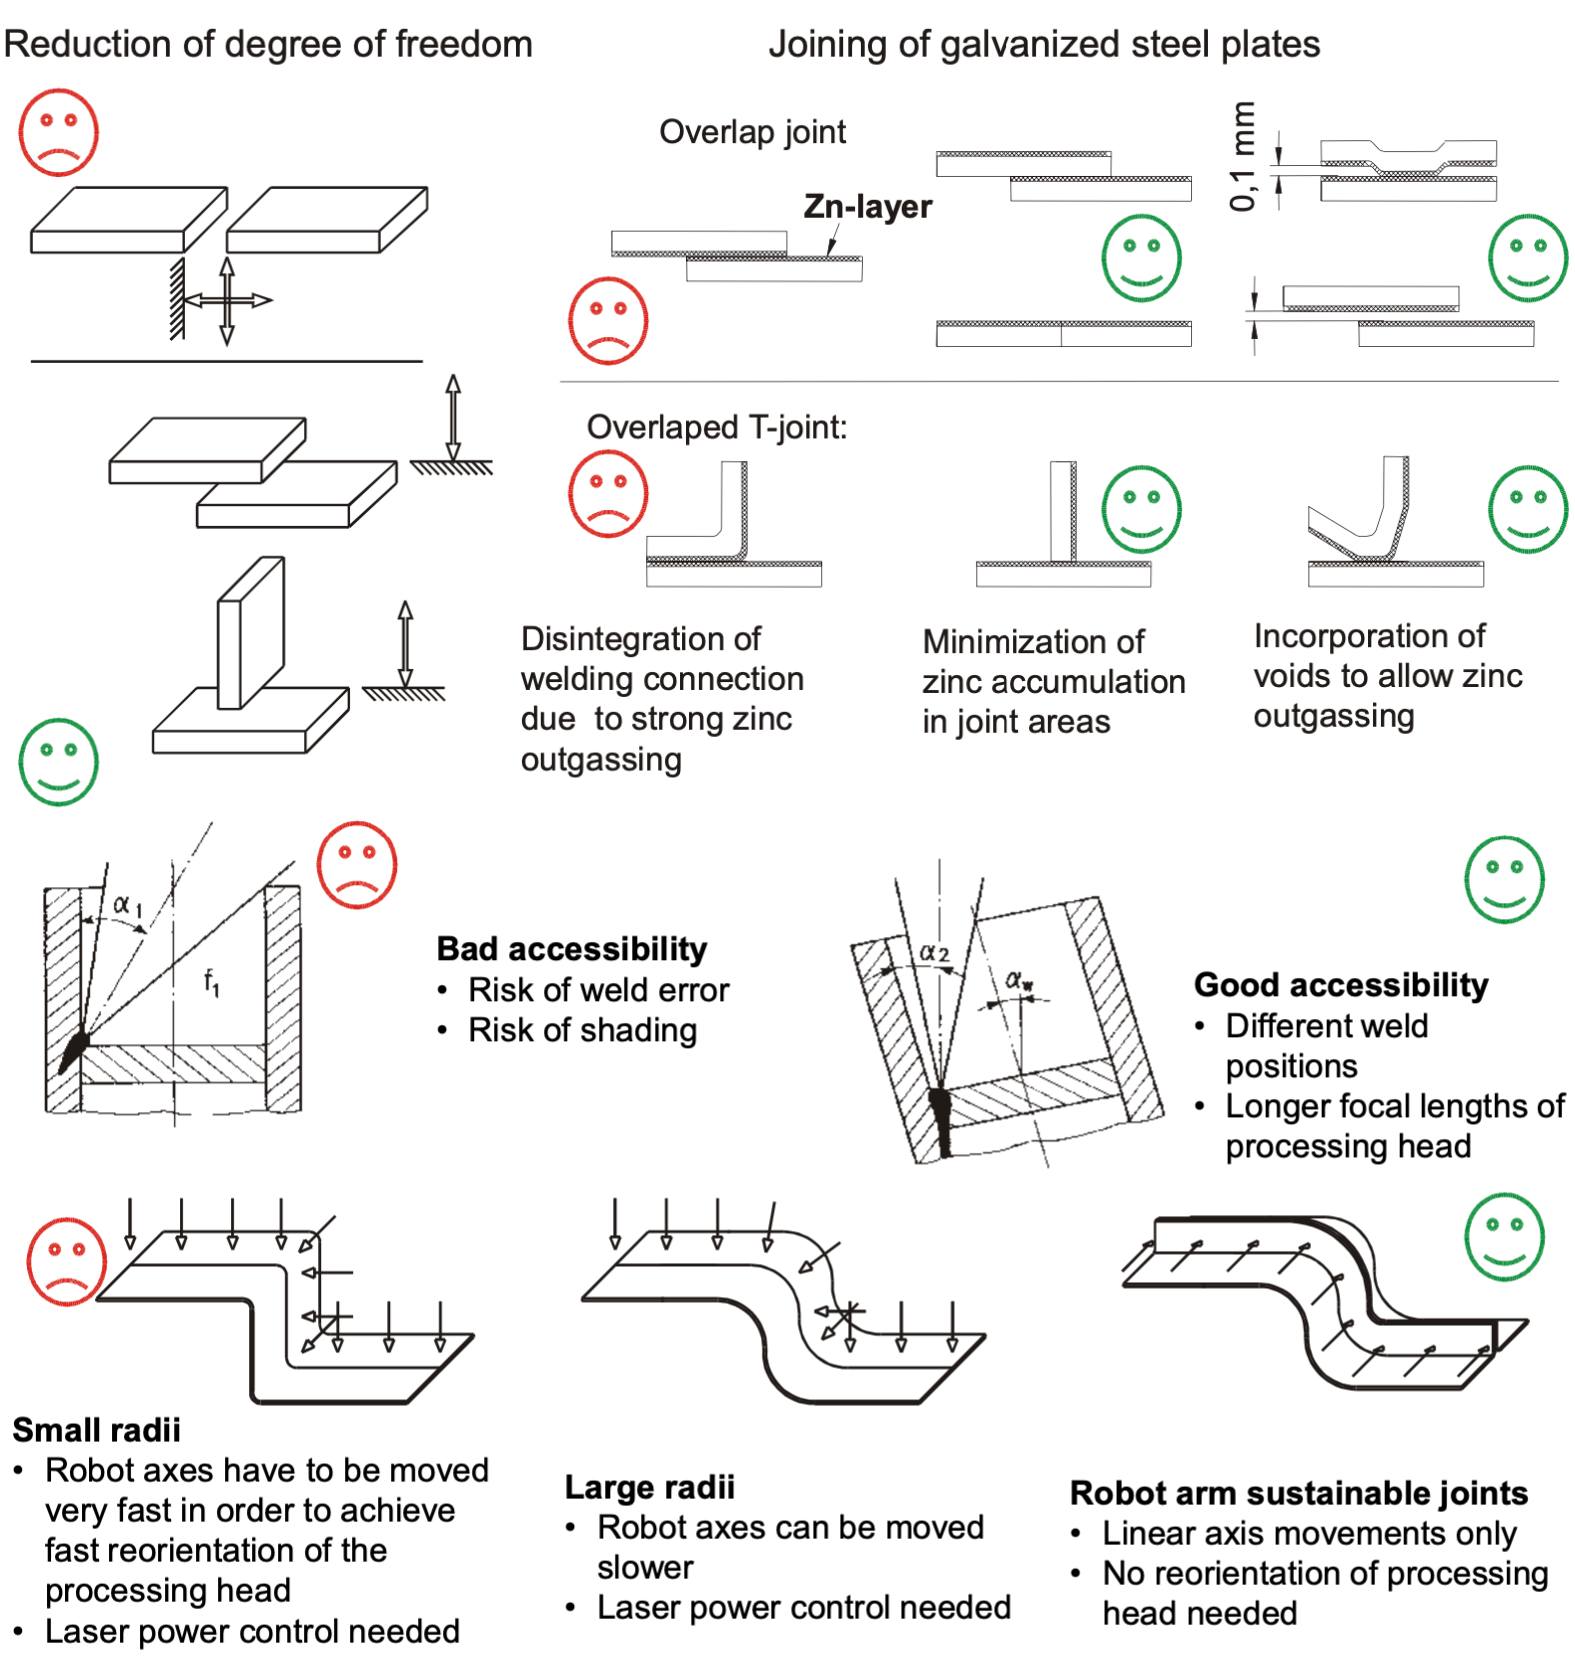 Reduction of degree of freedom
Joining of galvanized steel plates
Overlap joint
Zn-layer
0,1 mm
Overlaped T-joint:
Disintegration of
welding connection
due to strong zinc
outgassing
Minimization of
zinc accumulation
in joint areas
Incorporation of
voids to allow zinc
outgassing
α1
f1
Bad accessibility
• Risk of weld error
• Risk of shading
α2
αw
Good accessibility
• Different weld
positions
• Longer focal lengths of
processing head
Small radii
• Robot axes have to be moved
very fast in order to achieve
fast reorientation of the
processing head
• Laser power control needed
Large radii
• Robot axes can be moved
slower
• Laser power control needed
Robot arm sustainable joints
• Linear axis movements only
• No reorientation of processing
head needed